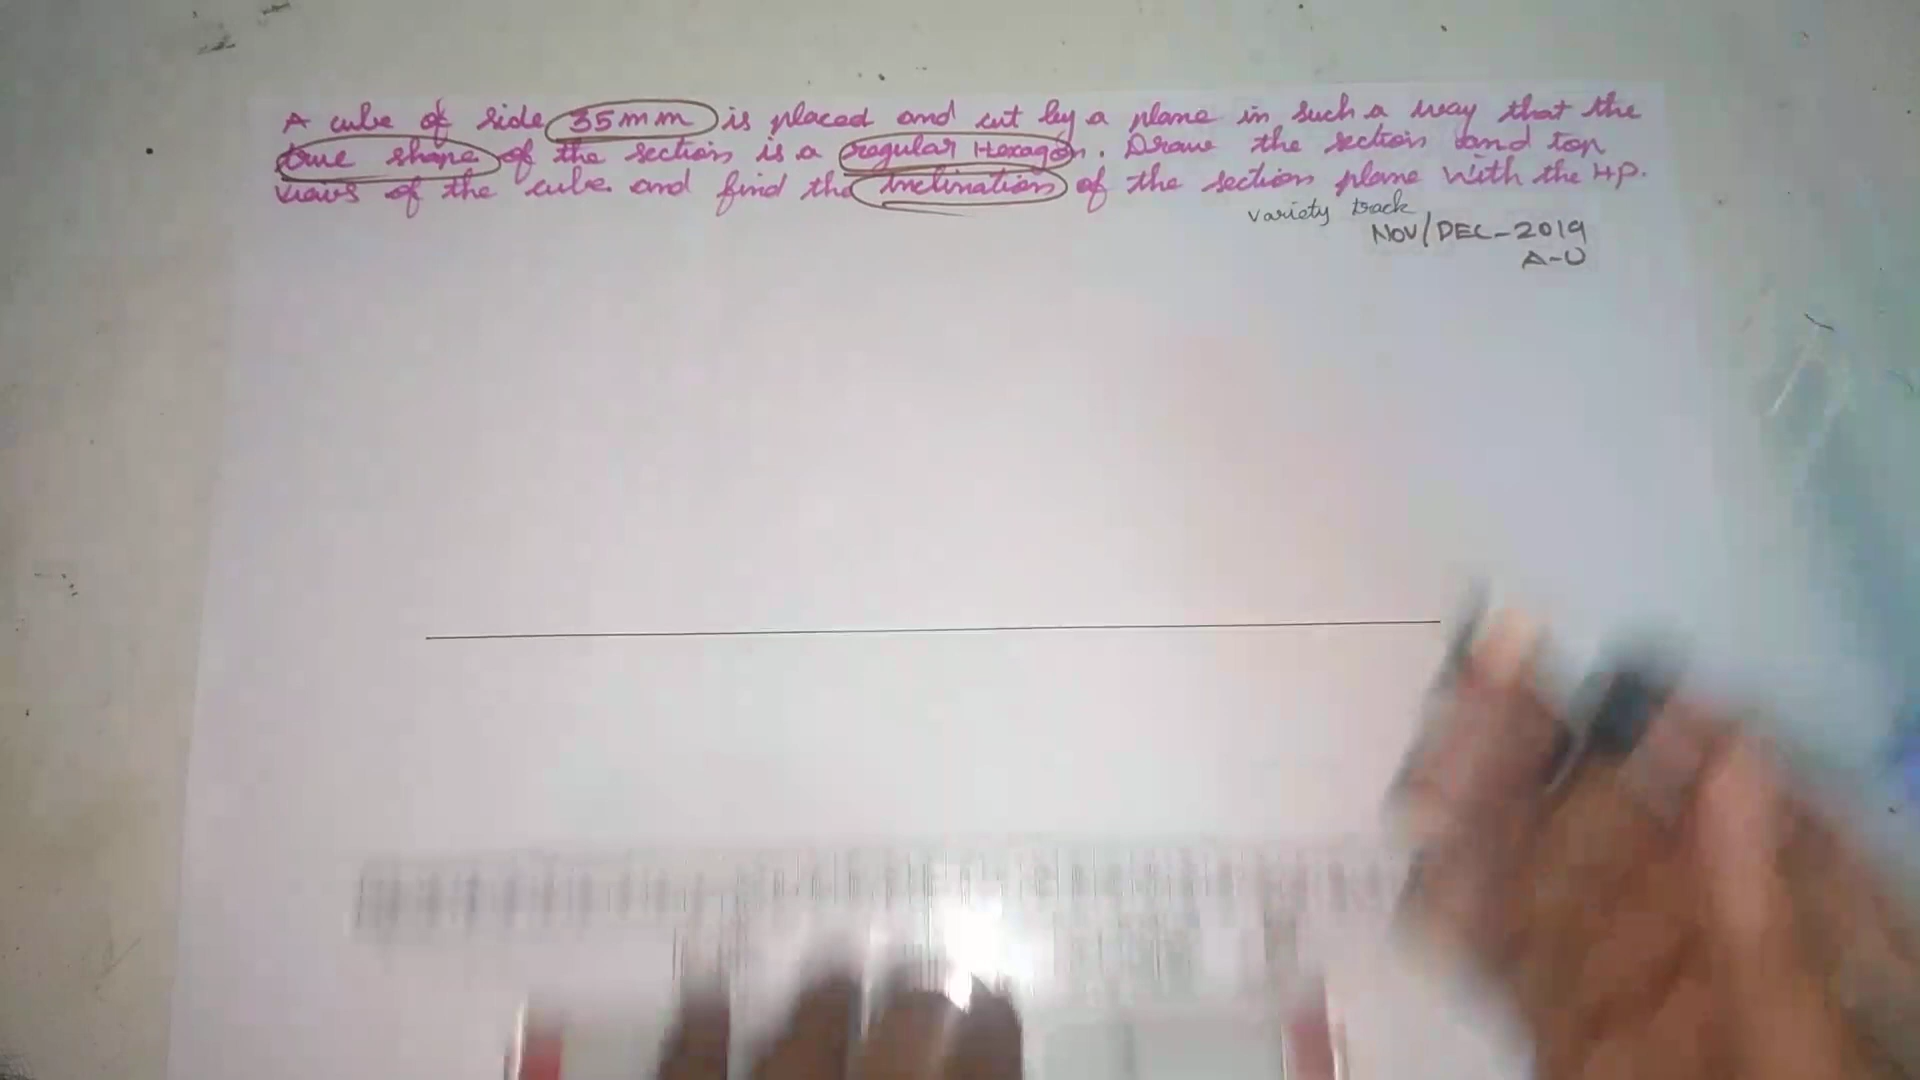 A cube of side 35mm is placed and cut by a plane in such a way that the
true shape of the section is a regular Hexagon. Draw the section and top
views of the cube and find the inclination of the section plane with the HP.
Variety track
NOV/DEC-2019
A-U